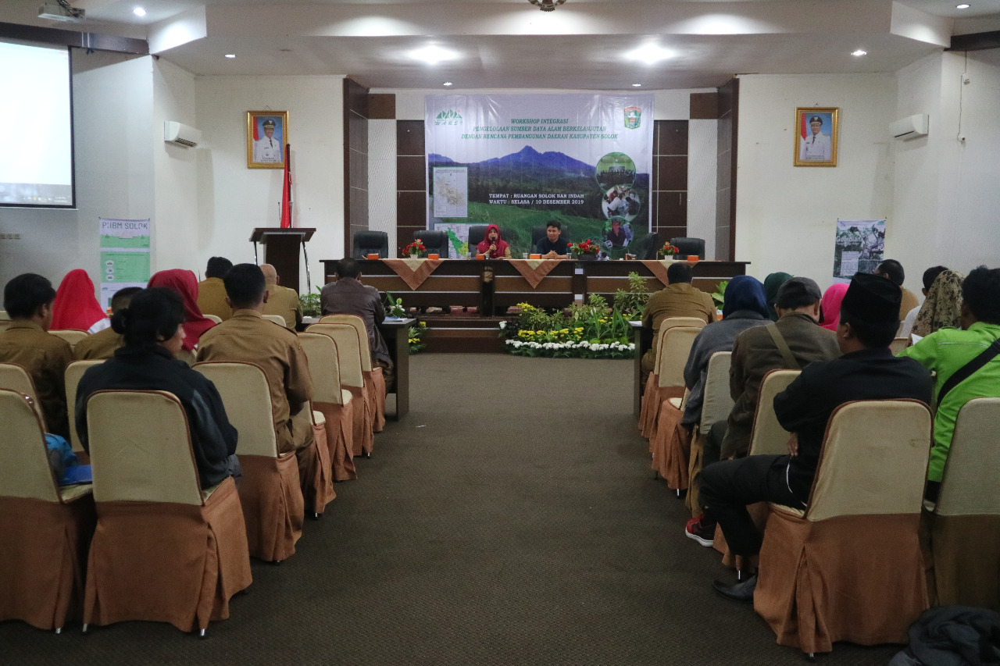 WARSI
WORKSHOP INTEGRASI
PENGELOLAAN SUMBER DAYA ALAM BERKELANJUTAN
DENGAN RENCANA PEMBANGUNAN DAERAH KABUPATEN SOLOK
TEMPAT : RUANGAN SOLOK NAN INDAH
WAKTU : SELASA / 10 DESEMBER 2019
PHBM SOLOK